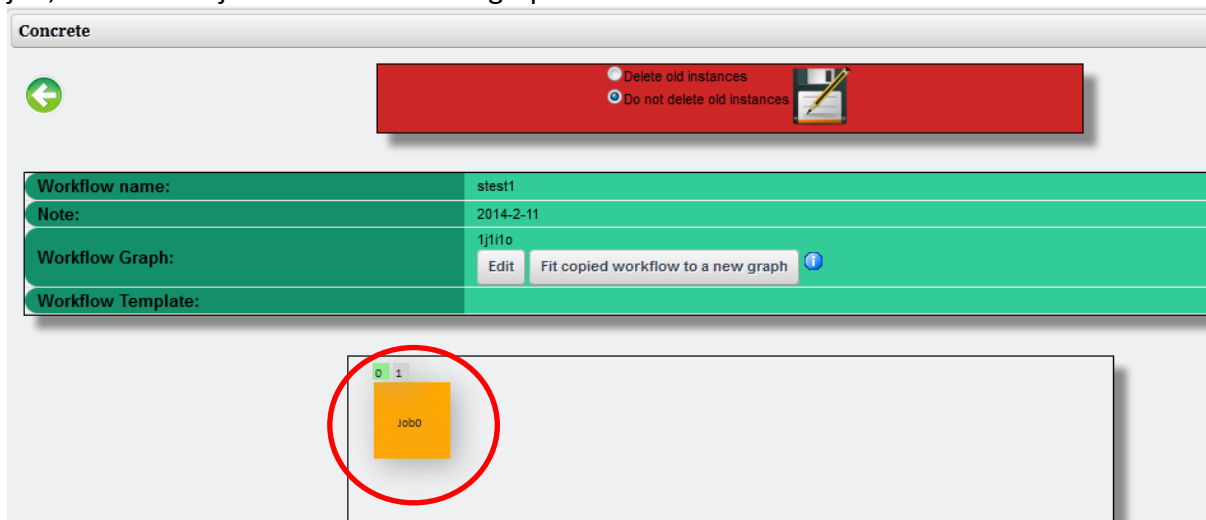 Concrete
Delete old instances
Do not delete old instances
Workflow name: stest1
Note: 2014-2-11
Workflow Graph: 1j1i1o
Edit Fit copied workflow to a new graph
Workflow Template:
0 1
Job0